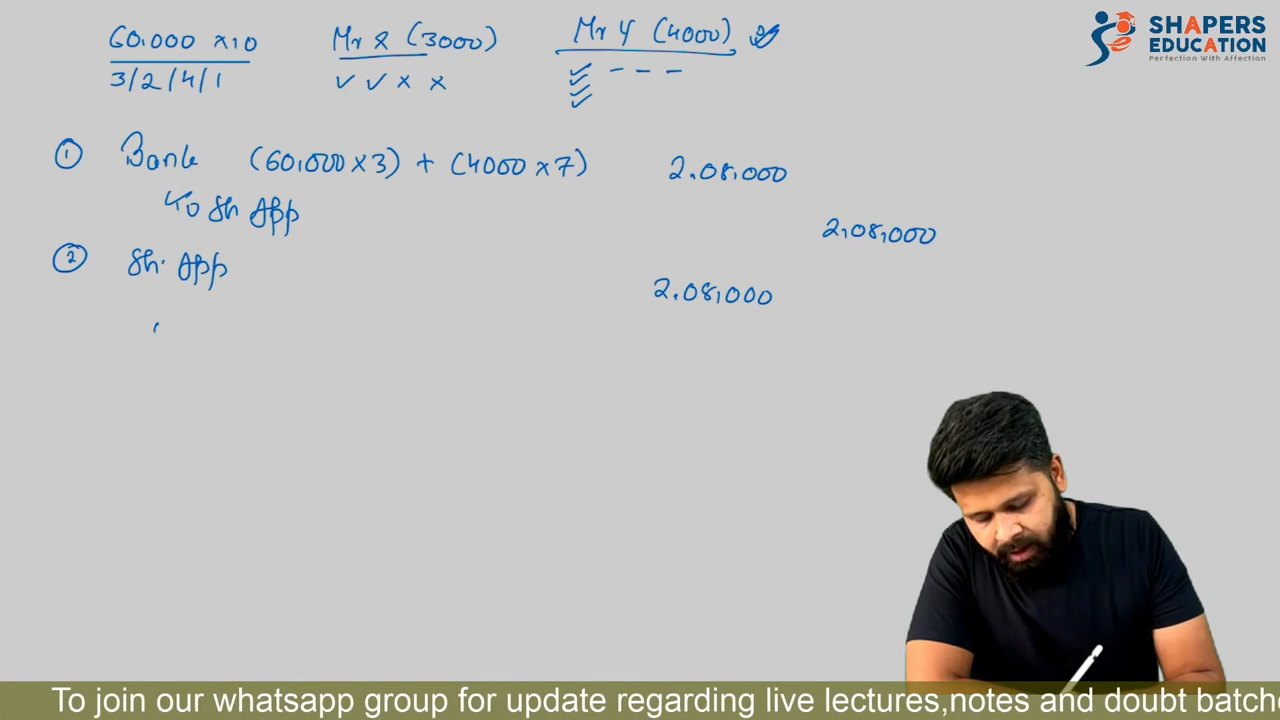 60,000 x 10 Mr X (3000) Mr Y (4000)
3/2/4/1 ✓ ✓ x x ✓ - - -
① Bank (60,000 x 3) + (4000 x 7) 2.08,000
To Sh App 2,08,000
② Sh. App 2.08,000
SHAPERS
EDUCATION
Perfection With Affection
To join our whatsapp group for update regarding live lectures,notes and doubt batch